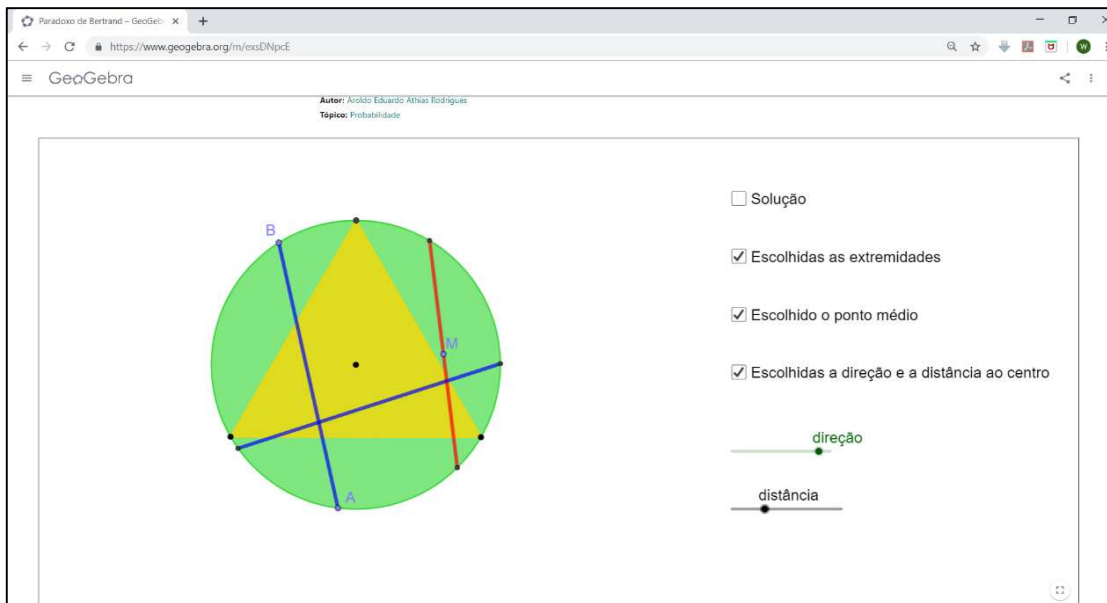 Paradoxo de Bertrand – GeoGeb
https://www.geogebra.org/m/exsDNpcE
W
GeoGebra
Autor: Aroldo Eduardo Athias Rodrigues
Tópico: Probabilidade
B
M
A
Solução
Escolhidas as extremidades
Escolhido o ponto médio
Escolhidas a direção e a distância ao centro
direção
distância